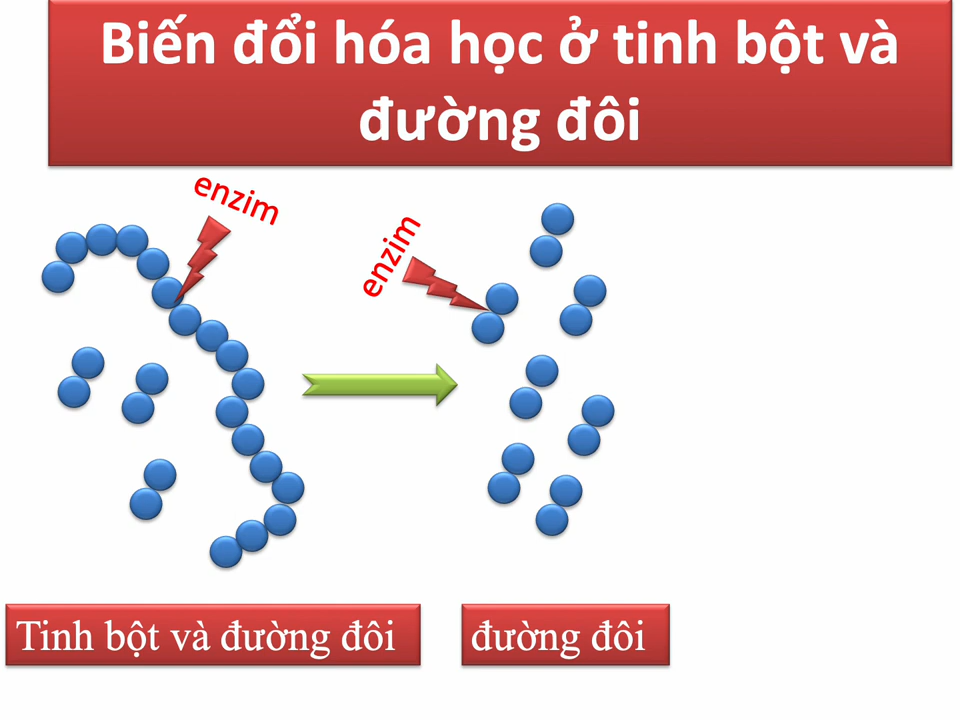 Biến đổi hóa học ở tinh bột và
đường đôi
enzim
enzim
Tinh bột và đường đôi
đường đôi